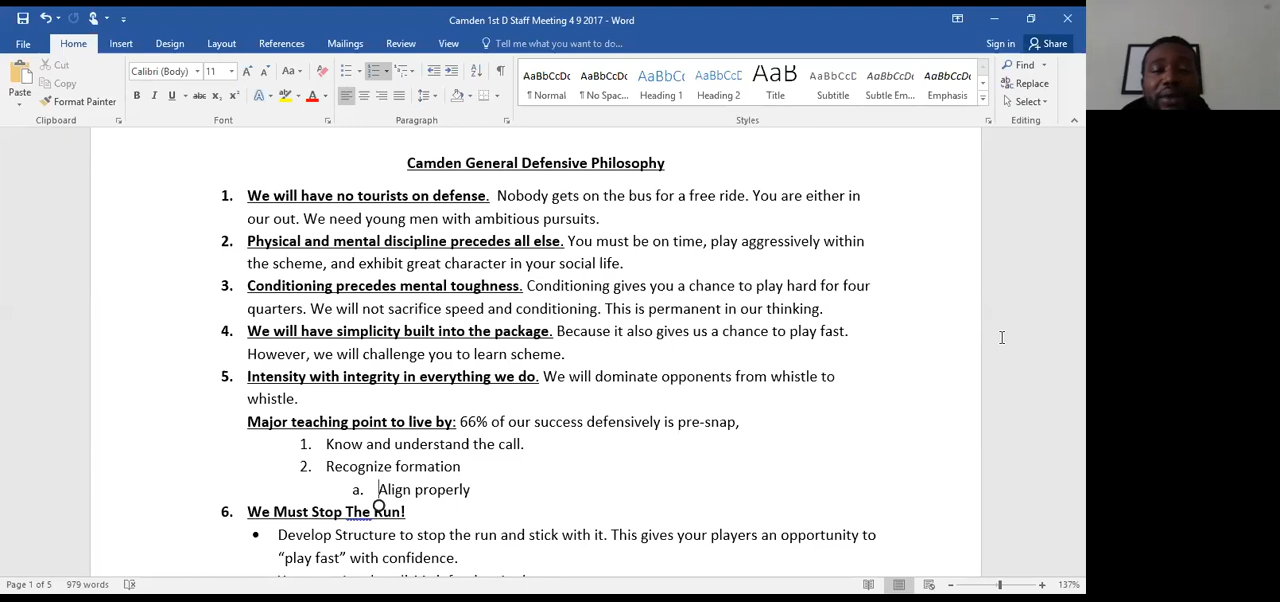 Camden 1st D Staff Meeting 4 9 2017 - Word
File Home Insert Design Layout References Mailings Review View Tell me what you want to do... Sign in Share
Cut
Copy
Format Painter
Paste
Clipboard
Calibri (Body) 11 Aa
B I U abc X₂ X² A A
Font
Paragraph
AaBbCcDc AaBbCcDc AaBbCc AaBbCcC AaB AaBbCcD AaBbCcDc AaBbCcDc
¶ Normal ¶ No Spac... Heading 1 Heading 2 Title Subtitle Subtle Em... Emphasis
Styles
Find
Replace
Select
Editing
Camden General Defensive Philosophy
1. We will have no tourists on defense. Nobody gets on the bus for a free ride. You are either in
our out. We need young men with ambitious pursuits.
2. Physical and mental discipline precedes all else. You must be on time, play aggressively within
the scheme, and exhibit great character in your social life.
3. Conditioning precedes mental toughness. Conditioning gives you a chance to play hard for four
quarters. We will not sacrifice speed and conditioning. This is permanent in our thinking.
4. We will have simplicity built into the package. Because it also gives us a chance to play fast.
However, we will challenge you to learn scheme.
5. Intensity with integrity in everything we do. We will dominate opponents from whistle to
whistle.
Major teaching point to live by: 66% of our success defensively is pre-snap,
1. Know and understand the call.
2. Recognize formation
a. Align properly
6. We Must Stop The Run!
• Develop Structure to stop the run and stick with it. This gives your players an opportunity to
“play fast” with confidence.
Page 1 of 5 979 words 137%